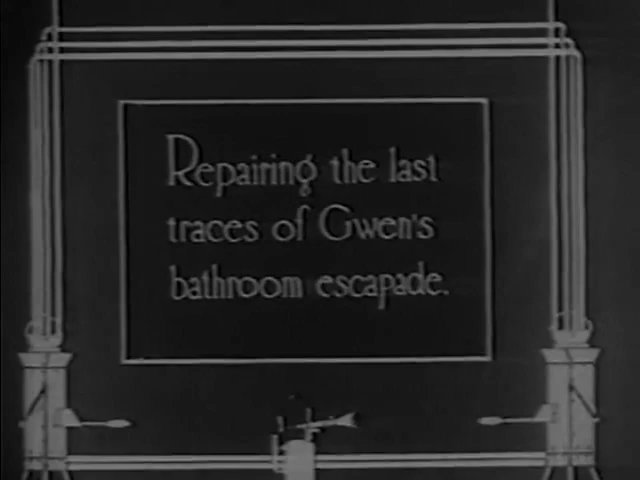 Repairing the last
traces of Gwen's
bathroom escapade.